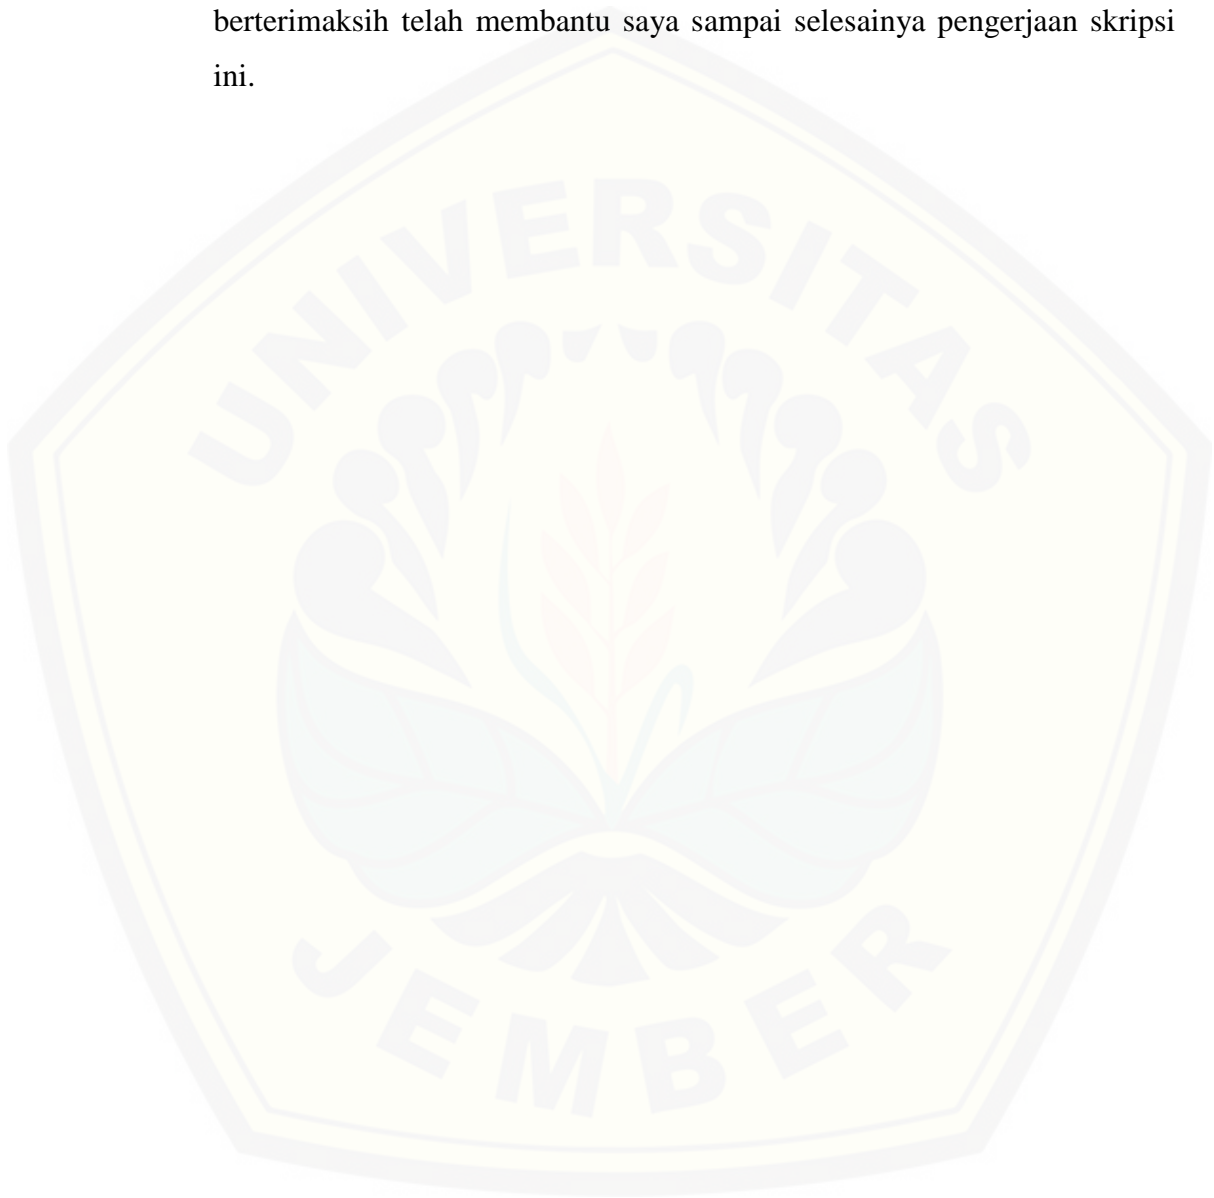 berterimaksih telah membantu saya sampai selesainya pengerjaan skripsi
ini.
UNIVERSITAS
JEMBER